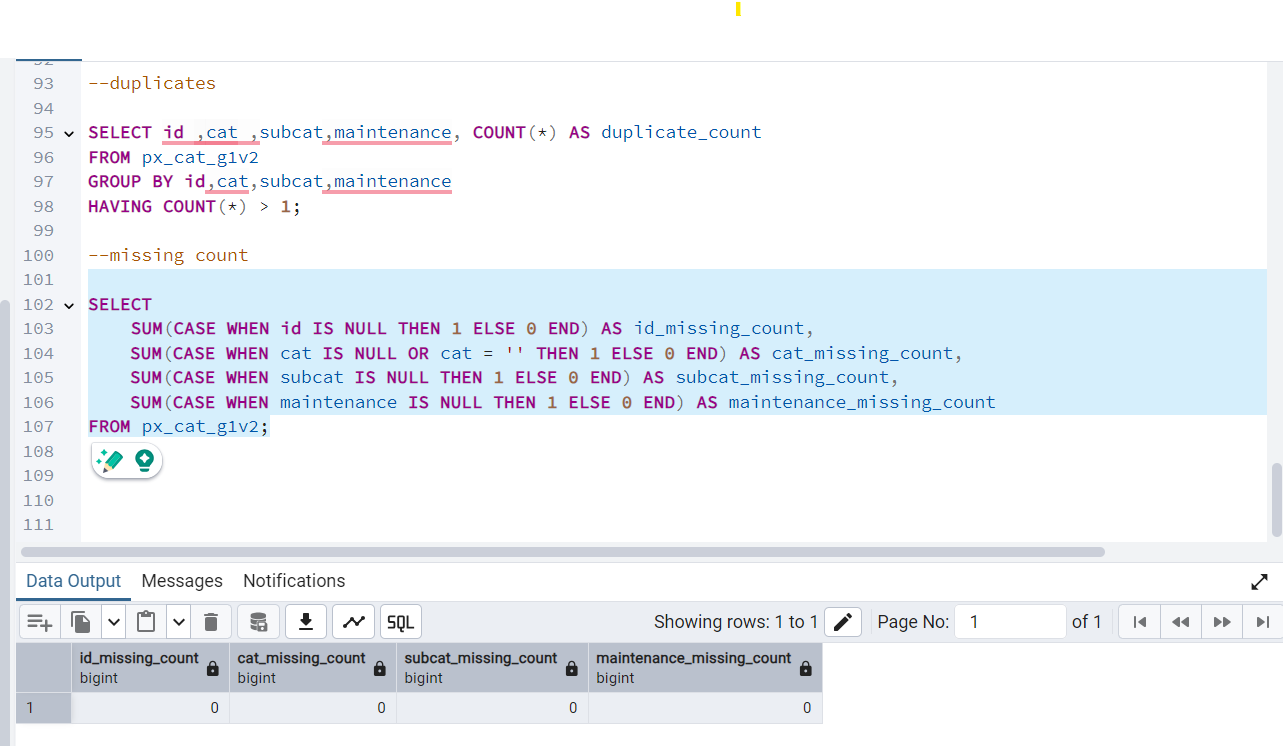 92
93 --duplicates
94
95 SELECT id ,cat ,subcat,maintenance, COUNT(*) AS duplicate_count
96 FROM px_cat_g1v2
97 GROUP BY id,cat,subcat,maintenance
98 HAVING COUNT(*) > 1;
99
100 --missing count
101
102 SELECT
103 SUM(CASE WHEN id IS NULL THEN 1 ELSE 0 END) AS id_missing_count,
104 SUM(CASE WHEN cat IS NULL OR cat = '' THEN 1 ELSE 0 END) AS cat_missing_count,
105 SUM(CASE WHEN subcat IS NULL THEN 1 ELSE 0 END) AS subcat_missing_count,
106 SUM(CASE WHEN maintenance IS NULL THEN 1 ELSE 0 END) AS maintenance_missing_count
107 FROM px_cat_g1v2;
108
109
110
111
Data Output Messages Notifications
SQL Showing rows: 1 to 1 Page No: 1 of 1
id_missing_count cat_missing_count subcat_missing_count maintenance_missing_count
bigint bigint bigint bigint
1 0 0 0 0